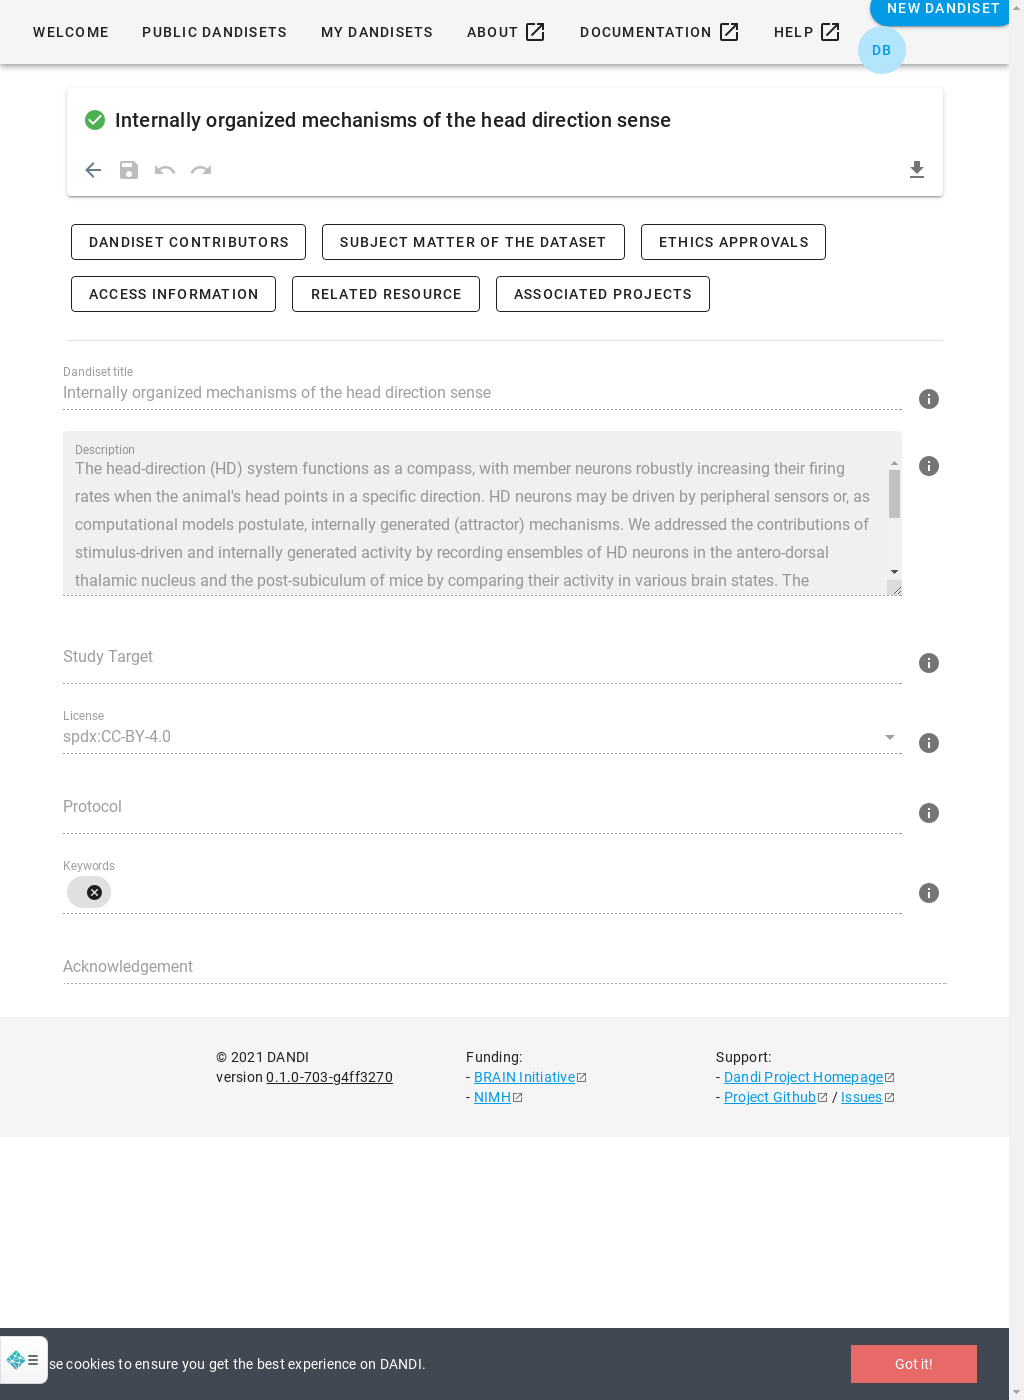 WELCOME PUBLIC DANDISETS MY DANDISETS ABOUT DOCUMENTATION HELP NEW DANDISET
DB
Internally organized mechanisms of the head direction sense
DANDISET CONTRIBUTORS SUBJECT MATTER OF THE DATASET ETHICS APPROVALS
ACCESS INFORMATION RELATED RESOURCE ASSOCIATED PROJECTS
Dandiset title
Internally organized mechanisms of the head direction sense
Description
The head-direction (HD) system functions as a compass, with member neurons robustly increasing their firing
rates when the animal's head points in a specific direction. HD neurons may be driven by peripheral sensors or, as
computational models postulate, internally generated (attractor) mechanisms. We addressed the contributions of
stimulus-driven and internally generated activity by recording ensembles of HD neurons in the antero-dorsal
thalamic nucleus and the post-subiculum of mice by comparing their activity in various brain states. The
Study Target
License
spdx:CC-BY-4.0
Protocol
Keywords
Acknowledgement
© 2021 DANDI
version 0.1.0-703-g4ff3270
Funding:
- BRAIN Initiative
- NIMH
Support:
- Dandi Project Homepage
- Project Github / Issues
se cookies to ensure you get the best experience on DANDI.
Got it!